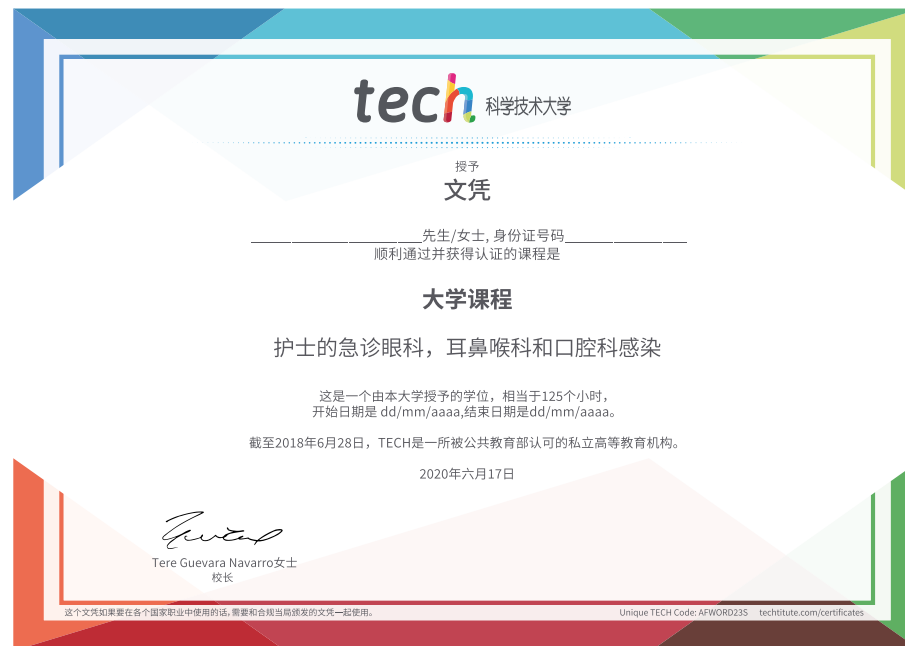 tech 科学技术大学
授予
文凭
先生/女士, 身份证号码
顺利通过并获得认证的课程是
大学课程
护士的急诊眼科，耳鼻喉科和口腔科感染
这是一个由本大学授予的学位，相当于125个小时，
开始日期是 dd/mm/aaaa,结束日期是dd/mm/aaaa。
截至2018年6月28日，TECH是一所被公共教育部认可的私立高等教育机构。
2020年六月17日
Tere Guevara Navarro女士
校长
这个文凭如果要在各个国家职业中使用的话,需要和合规当局颁发的文凭一起使用。
Unique TECH Code: AFWORD23S techtitute.com/certificates